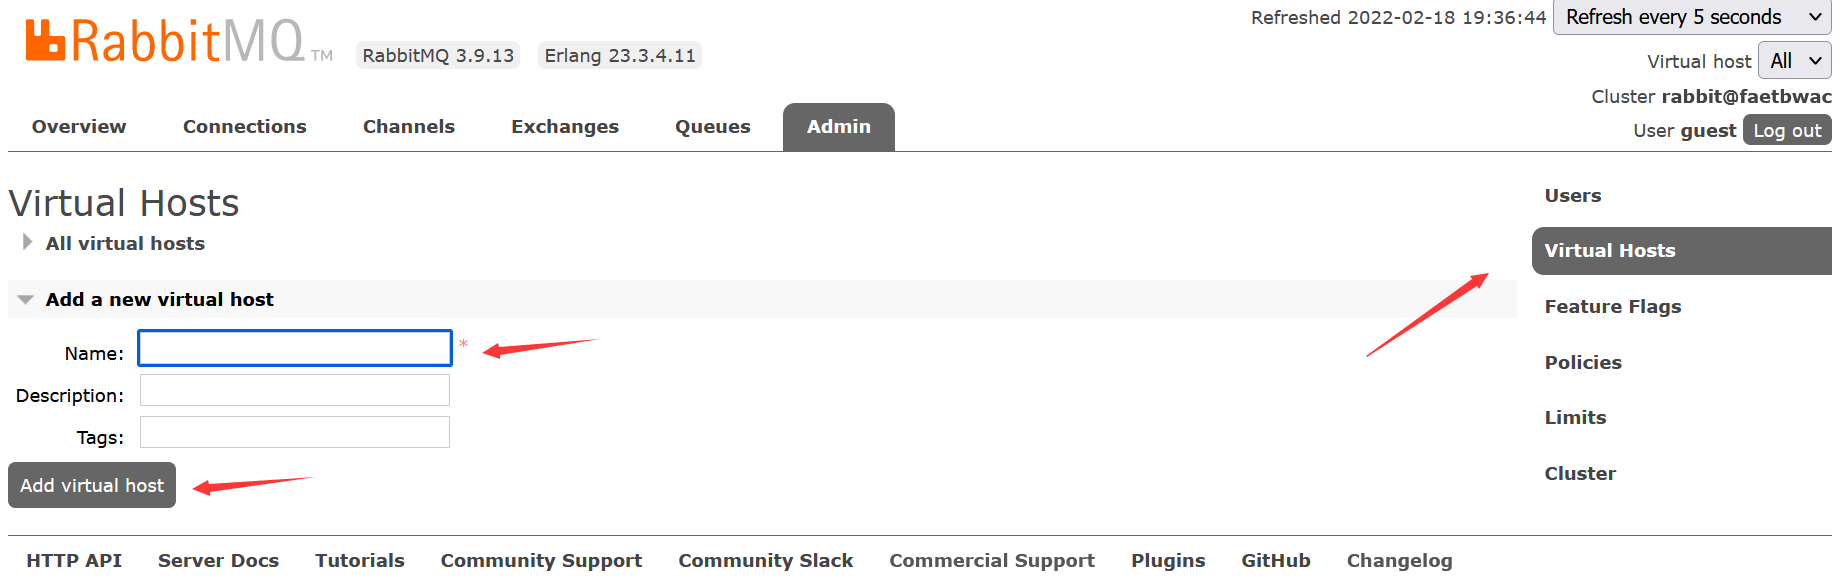 Refreshed 2022-02-18 19:36:44 Refresh every 5 seconds
RabbitMQ TM RabbitMQ 3.9.13 Erlang 23.3.4.11
Virtual host All
Cluster rabbit@faetbwac
User guest Log out
Overview Connections Channels Exchanges Queues Admin
Virtual Hosts
All virtual hosts
Add a new virtual host
Name: *
Description:
Tags:
Add virtual host
Users
Virtual Hosts
Feature Flags
Policies
Limits
Cluster
HTTP API Server Docs Tutorials Community Support Community Slack Commercial Support Plugins GitHub Changelog